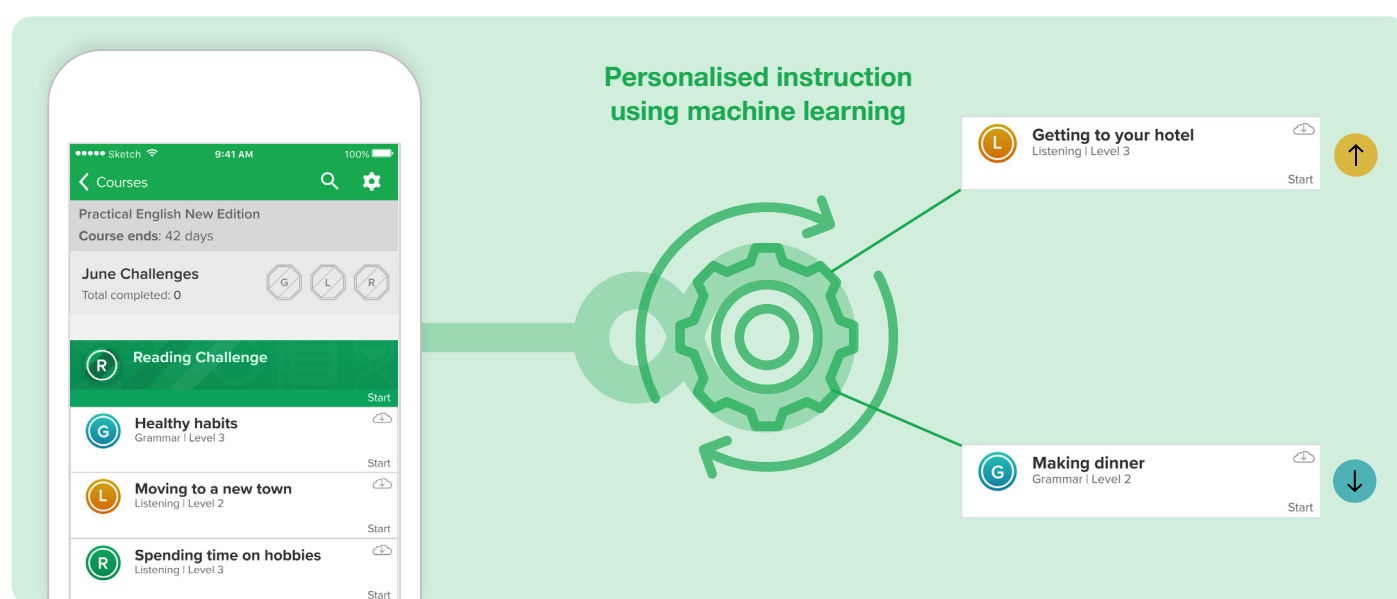 Personalised instruction
using machine learning
Sketch 9:41 AM 100%
Courses
Practical English New Edition
Course ends: 42 days
June Challenges
Total completed: 0
G L R
R
Reading Challenge
Start
G
Healthy habits
Grammar | Level 3
Start
L
Moving to a new town
Listening | Level 2
Start
R
Spending time on hobbies
Listening | Level 3
Start
L
Getting to your hotel
Listening | Level 3
Start
G
Making dinner
Grammar | Level 2
Start